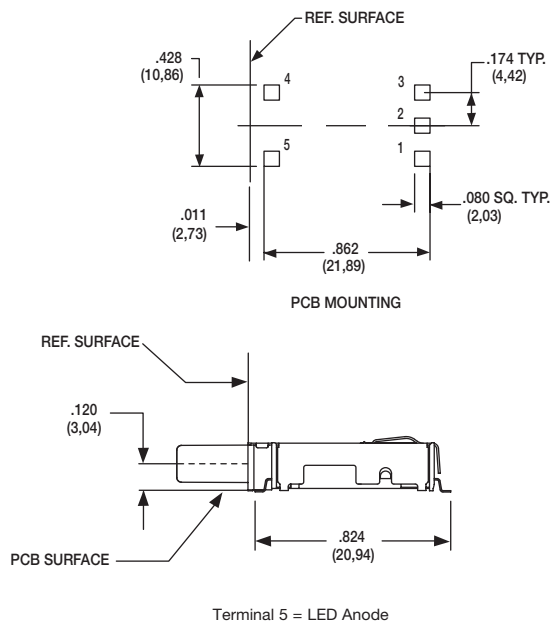 REF. SURFACE
.428
(10,86)
4
3
.174 TYP.
(4,42)
2
5
1
.080 SQ. TYP.
(2,03)
.011
(2,73)
.862
(21,89)
PCB MOUNTING
REF. SURFACE
.120
(3,04)
PCB SURFACE
.824
(20,94)
Terminal 5 = LED Anode